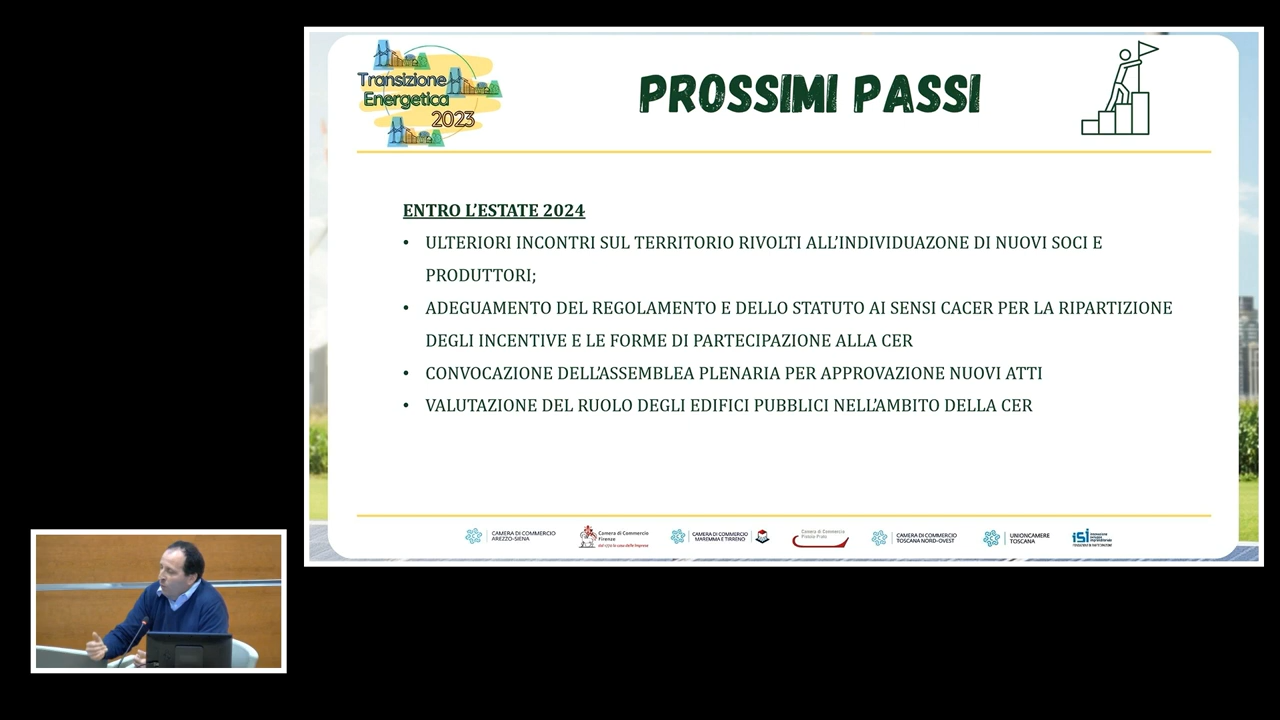 Transizione
Energetica
2023
PROSSIMI PASSI
ENTRO L'ESTATE 2024
• ULTERIORI INCONTRI SUL TERRITORIO RIVOLTI ALL'INDIVIDUAZONE DI NUOVI SOCI E
PRODUTTORI;
• ADEGUAMENTO DEL REGOLAMENTO E DELLO STATUTO AI SENSI CACER PER LA RIPARTIZIONE
DEGLI INCENTIVE E LE FORME DI PARTECIPAZIONE ALLA CER
• CONVOCAZIONE DELL'ASSEMBLEA PLENARIA PER APPROVAZIONE NUOVI ATTI
• VALUTAZIONE DEL RUOLO DEGLI EDIFICI PUBBLICI NELL'AMBITO DELLA CER
CAMERA DI COMMERCIO
AREZZO-SIENA
Camera di Commercio
Firenze
CAMERA DI COMMERCIO
MAREMMA E TIRRENO
Camera di Commercio
Pistoia-Prato
CAMERA DI COMMERCIO
TOSCANA NORD-OVEST
UNIONCAMERE
TOSCANA
isi